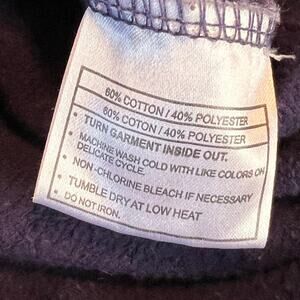 60% COTTON / 40% POLYESTER
60% COTON / 40% POLYESTER
• TURN GARMENT INSIDE OUT.
• MACHINE WASH COLD WITH LIKE COLORS ON
DELICATE CYCLE.
• NON-CHLORINE BLEACH IF NECESSARY
• TUMBLE DRY AT LOW HEAT
• DO NOT IRON.